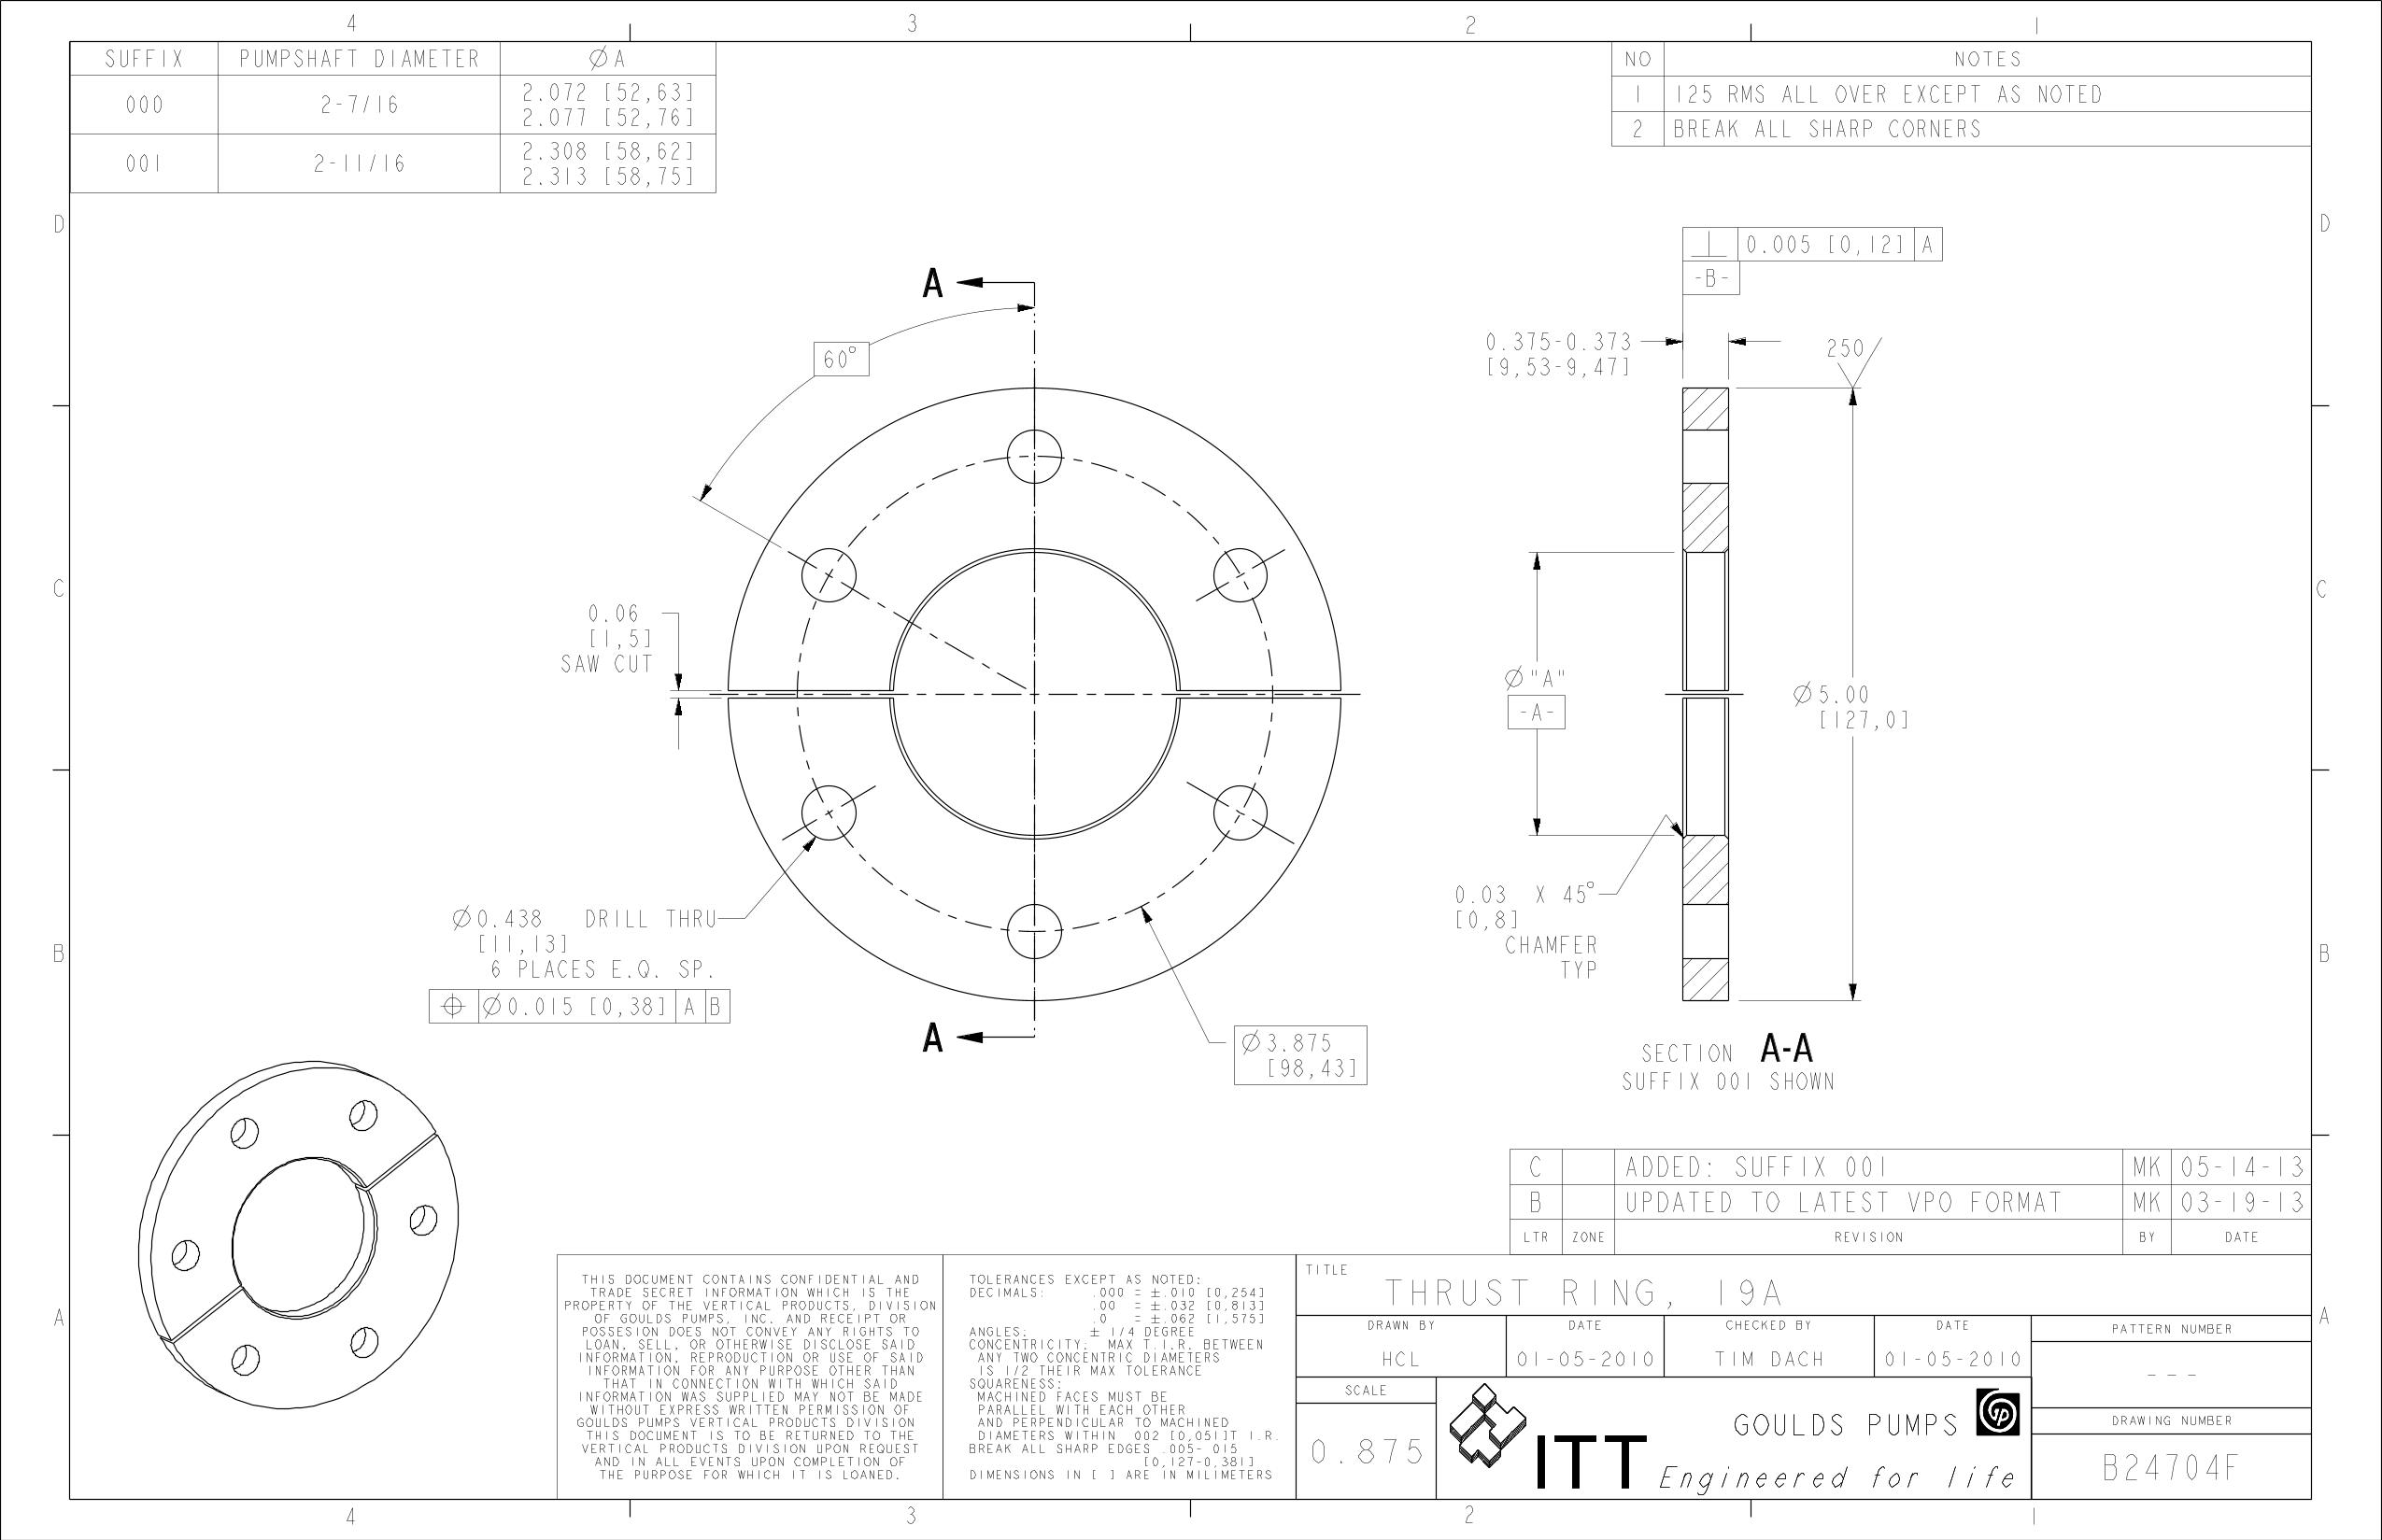 4 3 2 1
SUFFIX PUMPSHAFT DIAMETER ØA
000 2-7/16 2.072 [52,63]
2.077 [52,76]
001 2-11/16 2.308 [58,62]
2.313 [58,75]
NO NOTES
1 125 RMS ALL OVER EXCEPT AS NOTED
2 BREAK ALL SHARP CORNERS
D D
⊥ 0.005 [0,12] A
-B-
A
60°
0.375-0.373
[9,53-9,47]
250
C C
0.06
[1,5]
SAW CUT
Ø"A"
-A-
Ø5.00
[127,0]
0.03 X 45°
[0,8]
CHAMFER
TYP
Ø0.438 DRILL THRU
[11,13]
6 PLACES E.Q. SP.
⌖ Ø0.015 [0,38] A B
B B
A
Ø3.875
[98,43]
SECTION A-A
SUFFIX 001 SHOWN
C ADDED: SUFFIX 001 MK 05-14-13
B UPDATED TO LATEST VPO FORMAT MK 03-19-13
LTR ZONE REVISION BY DATE
A A
THIS DOCUMENT CONTAINS CONFIDENTIAL AND
TRADE SECRET INFORMATION WHICH IS THE
PROPERTY OF THE VERTICAL PRODUCTS, DIVISION
OF GOULDS PUMPS, INC. AND RECEIPT OR
POSSESION DOES NOT CONVEY ANY RIGHTS TO
LOAN, SELL, OR OTHERWISE DISCLOSE SAID
INFORMATION, REPRODUCTION OR USE OF SAID
INFORMATION FOR ANY PURPOSE OTHER THAN
THAT IN CONNECTION WITH WHICH SAID
INFORMATION WAS SUPPLIED MAY NOT BE MADE
WITHOUT EXPRESS WRITTEN PERMISSION OF
GOULDS PUMPS VERTICAL PRODUCTS DIVISION
THIS DOCUMENT IS TO BE RETURNED TO THE
VERTICAL PRODUCTS DIVISION UPON REQUEST
AND IN ALL EVENTS UPON COMPLETION OF
THE PURPOSE FOR WHICH IT IS LOANED.
TOLERANCES EXCEPT AS NOTED:
DECIMALS: .000 = ±.010 [0,254]
.00 = ±.032 [0,813]
.0 = ±.062 [1,575]
ANGLES: ± 1/4 DEGREE
CONCENTRICITY: MAX T.I.R. BETWEEN
ANY TWO CONCENTRIC DIAMETERS
IS 1/2 THEIR MAX TOLERANCE
SQUARENESS:
MACHINED FACES MUST BE
PARALLEL WITH EACH OTHER
AND PERPENDICULAR TO MACHINED
DIAMETERS WITHIN .002 [0,051]T.I.R.
BREAK ALL SHARP EDGES .005-.015
[0,127-0,381]
DIMENSIONS IN [ ] ARE IN MILIMETERS
TITLE
THRUST RING, 19A
DRAWN BY DATE CHECKED BY DATE
HCL 01-05-2010 TIM DACH 01-05-2010
PATTERN NUMBER
---
SCALE
0.875
ITT
GOULDS PUMPS
Engineered for life
DRAWING NUMBER
B24704F
4 3 2 1